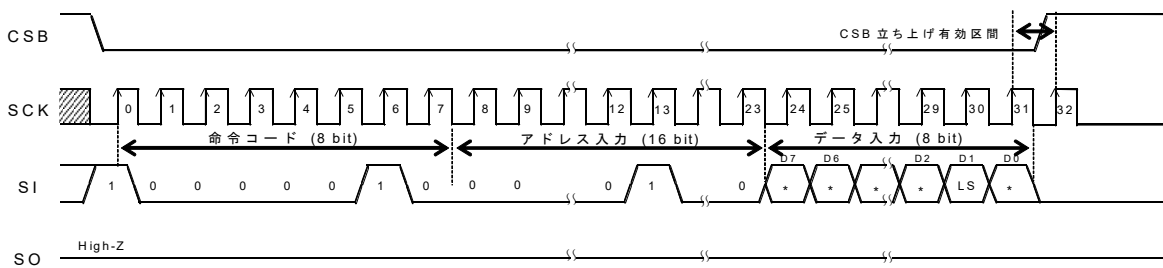 CSB
CSB 立ち上げ有効区間
SCK
0 1 2 3 4 5 6 7 8 9 12 13 23 24 25 29 30 31 32
命令コード (8 bit) アドレス入力 (16 bit) データ入力 (8 bit)
D7 D6 D2 D1 D0
SI
1 0 0 0 0 0 1 0 0 0 0 1 0 * * * * LS *
High-Z
SO